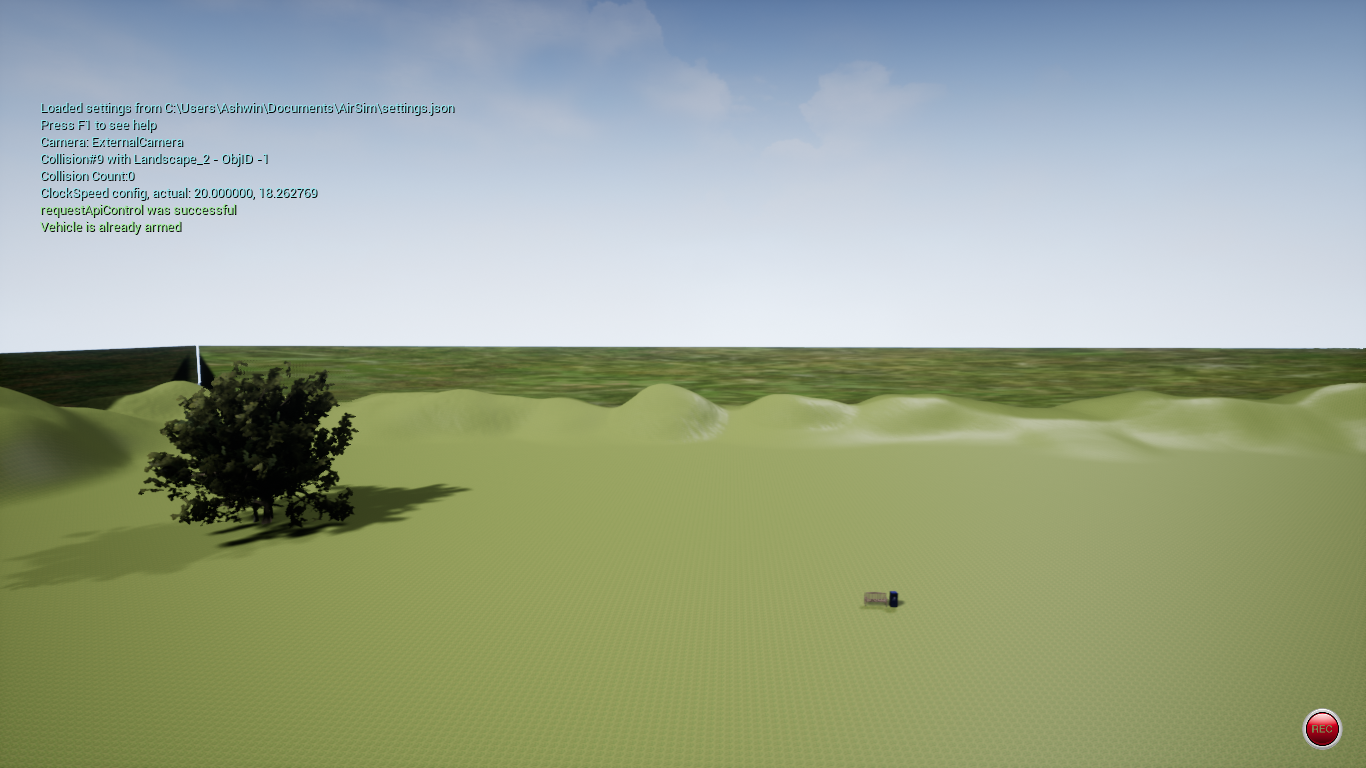 Loaded settings from C:\Users\Ashwin\Documents\AirSim\settings.json
Press F1 to see help
Camera: ExternalCamera
Collision#9 with Landscape_2 - ObjID -1
Collision Count:0
ClockSpeed config, actual: 20.000000, 18.262769
requestApiControl was successful
Vehicle is already armed
REC